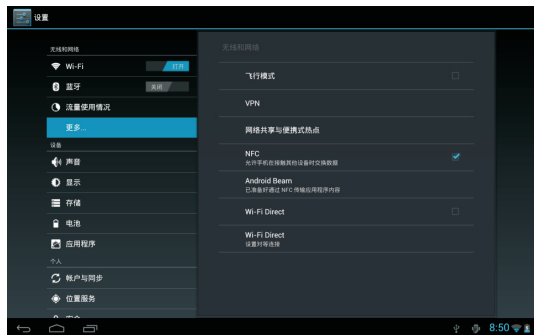 设置
无线和网络
Wi-Fi 打开
蓝牙 关闭
流量使用情况
更多...
设备
声音
显示
存储
电池
应用程序
个人
帐户与同步
位置服务
无线和网络
飞行模式
VPN
网络共享与便携式热点
NFC
允许手机在接触其他设备时交换数据
Android Beam
已准备好通过 NFC 传输应用程序内容
Wi-Fi Direct
Wi-Fi Direct
设置对等连接
8:50